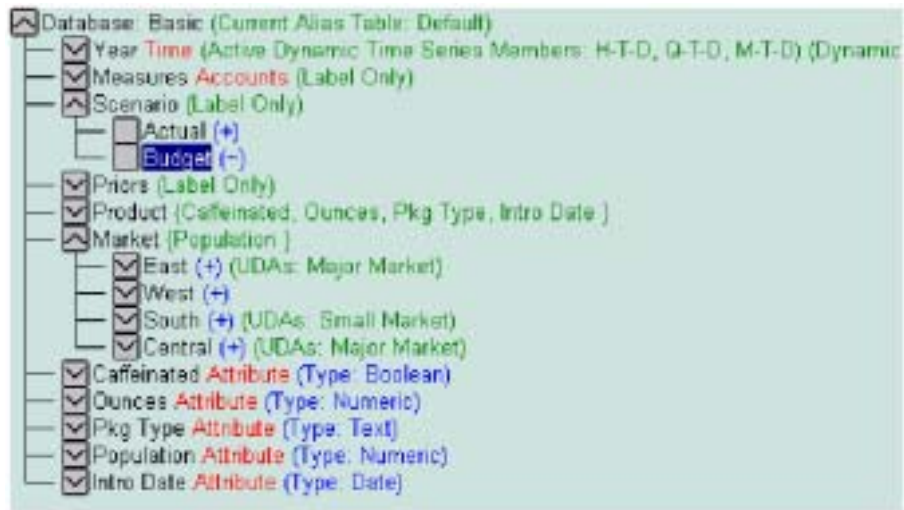 Database: Basic (Current Alias Table: Default)
Year Time (Active Dynamic Time Series Members: H-T-D, Q-T-D, M-T-D) (Dynamic
Measures Accounts (Label Only)
Scenario (Label Only)
Actual (+)
Budget (~)
Priors (Label Only)
Product (Caffeinated, Ounces, Pkg Type, Intro Date )
Market (Population )
East (+) (UDAs: Major Market)
West (+)
South (+) (UDAs: Small Market)
Central (+) (UDAs: Major Market)
Caffeinated Attribute (Type: Boolean)
Ounces Attribute (Type: Numeric)
Pkg Type Attribute (Type: Text)
Population Attribute (Type: Numeric)
Intro Date Attribute (Type: Date)